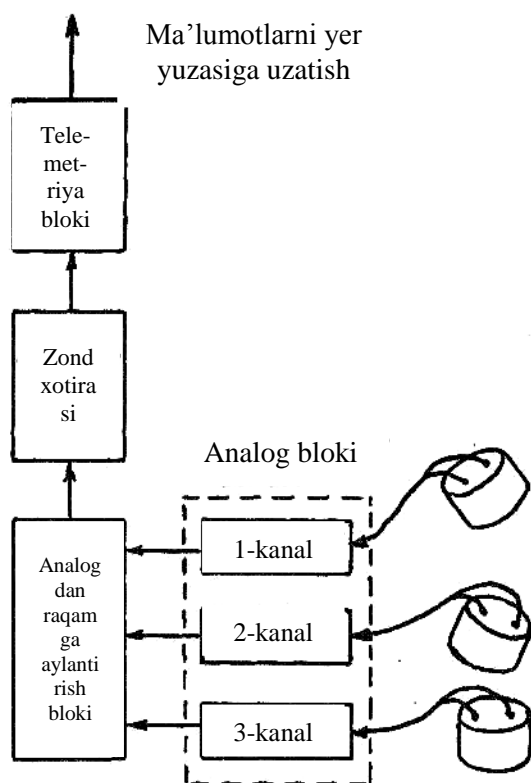 Ma’lumotlarni yer
yuzasiga uzatish
Tele-
met-
riya
bloki
Zond
xotira
si
Analog bloki
Analog
dan
raqam
ga
aylanti
rish
bloki
1-kanal
2-kanal
3-kanal